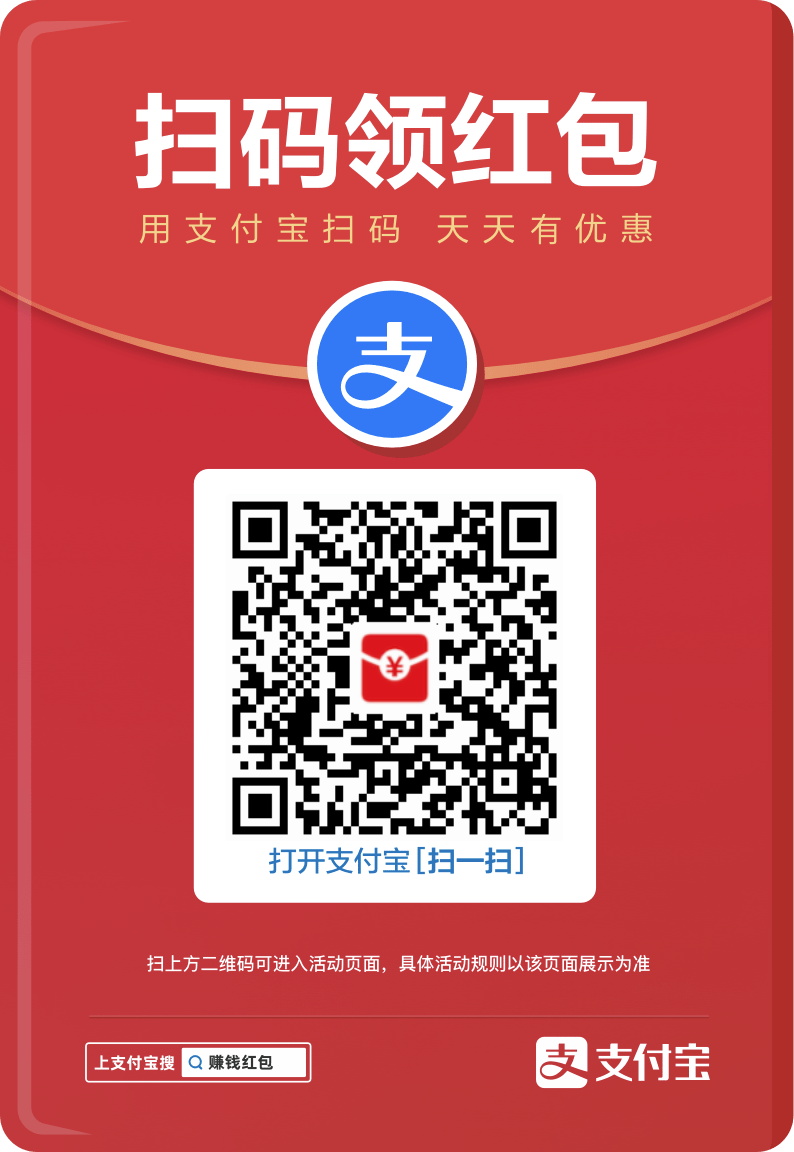 扫码领红包
用支付宝扫码 天天有优惠
支
¥
打开支付宝[扫一扫]
扫上方二维码可进入活动页面，具体活动规则以该页面展示为准
上支付宝搜 赚钱红包
支 支付宝